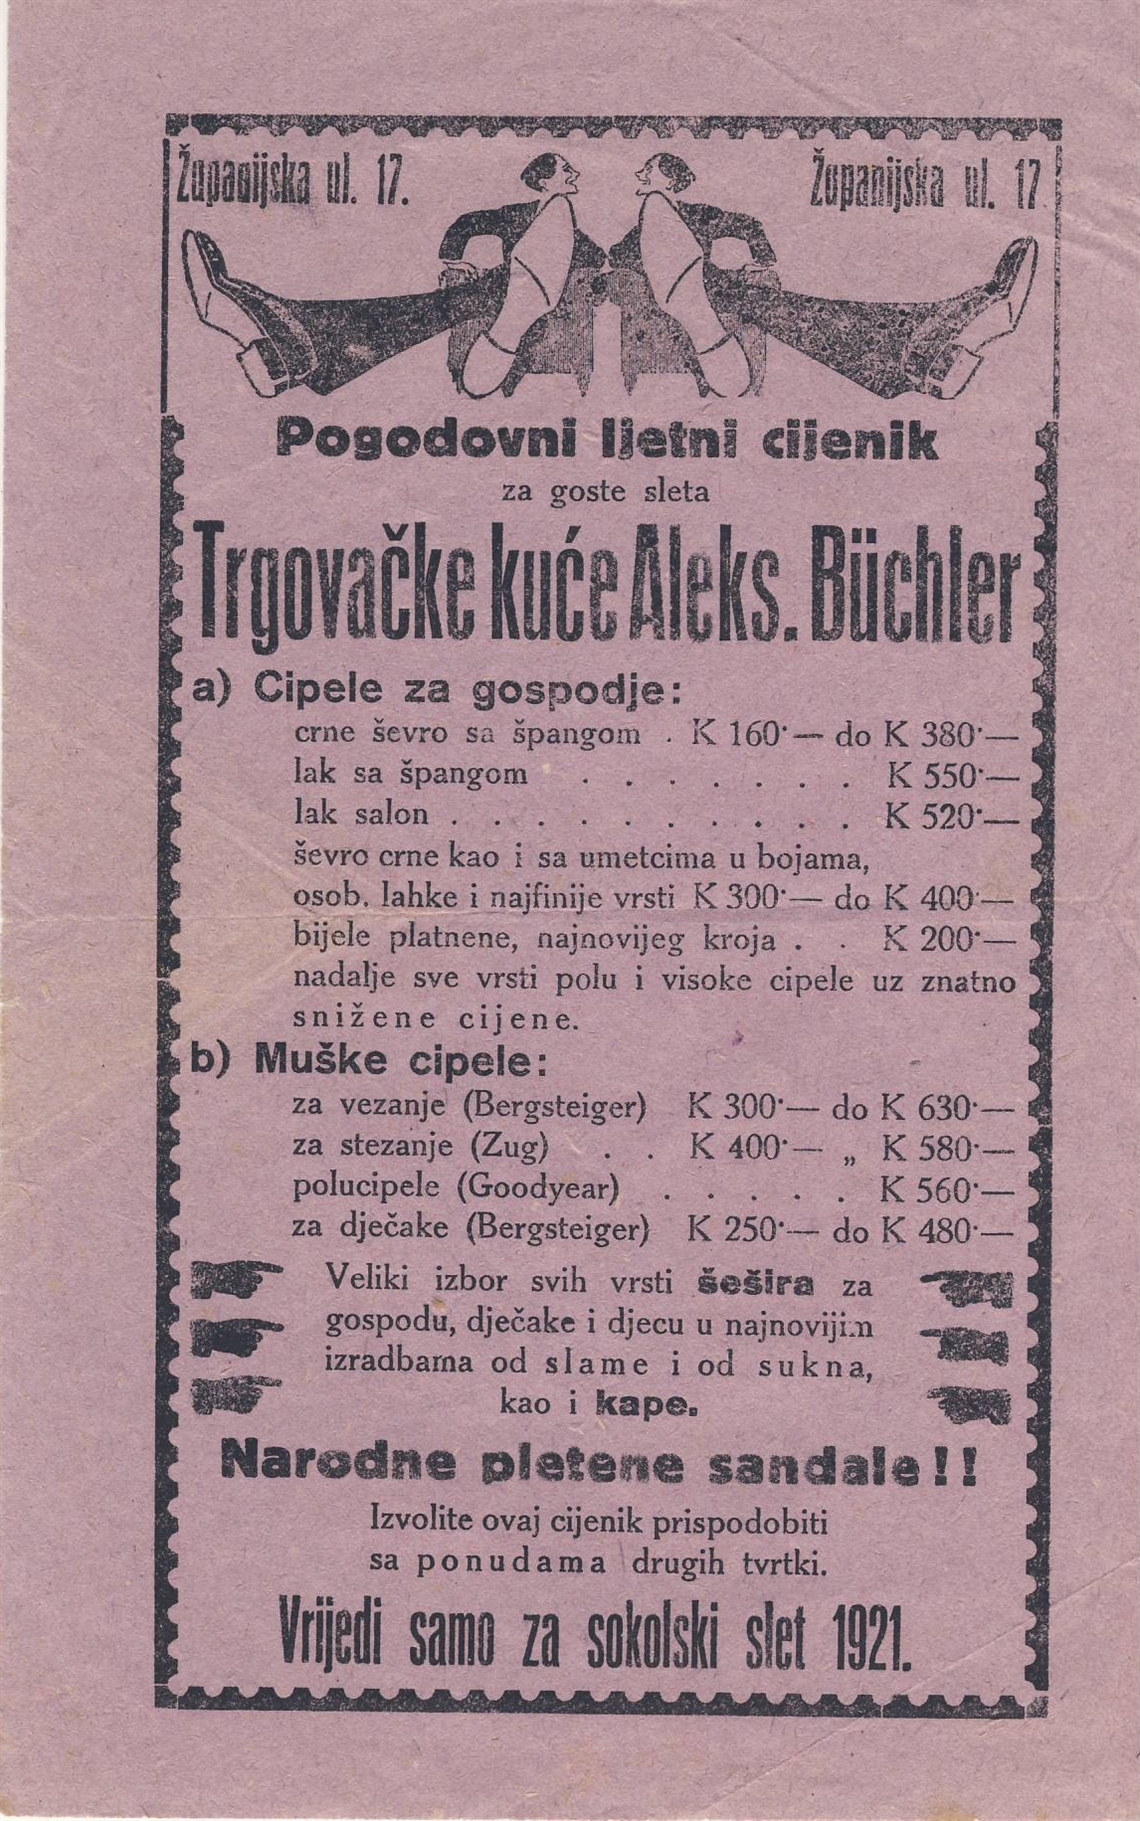 Županijska ul. 17.
Županijska ul. 17
Pogodovni ljetni cijenik
za goste sleta
Trgovačke kuće Aleks. Büchler
a) Cipele za gospodje:
crne ševro sa špangom . K 160·— do K 380·—
lak sa špangom . . . . . . . K 550·—
lak salon . . . . . . . . . . K 520·—
ševro crne kao i sa umetcima u bojama,
osob. lahke i najfinije vrsti K 300·— do K 400·—
bijele platnene, najnovijeg kroja . . K 200·—
nadalje sve vrsti polu i visoke cipele uz znatno
snižene cijene.
b) Muške cipele:
za vezanje (Bergsteiger) K 300·— do K 630·—
za stezanje (Zug) . . K 400·— „ K 580·—
polucipele (Goodyear) . . . . . K 560·—
za dječake (Bergsteiger) K 250·— do K 480·—
Veliki izbor svih vrsti šešira za
gospodu, dječake i djecu u najnovijim
izradbama od slame i od sukna,
kao i kape.
Narodne pletene sandale!!
Izvolite ovaj cijenik prispodobiti
sa ponudama drugih tvrtki.
Vrijedi samo za sokolski slet 1921.